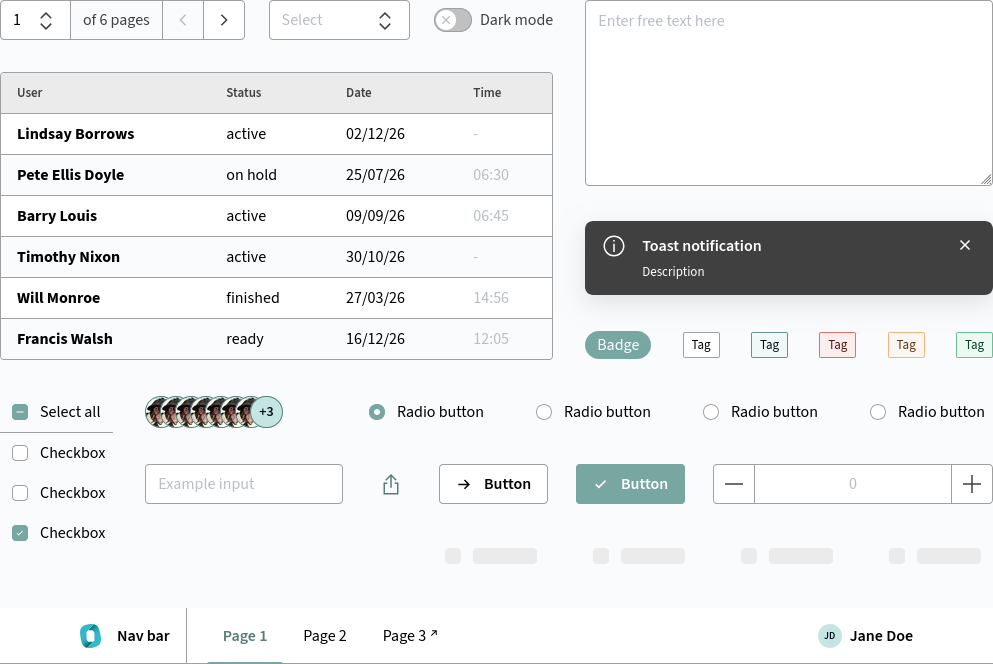 1 of 6 pages Select Dark mode
Enter free text here
User Status Date Time
Lindsay Borrows active 02/12/26 -
Pete Ellis Doyle on hold 25/07/26 06:30
Barry Louis active 09/09/26 06:45
Timothy Nixon active 30/10/26 -
Will Monroe finished 27/03/26 14:56
Francis Walsh ready 16/12/26 12:05
Toast notification
Description
Badge Tag Tag Tag Tag Tag
Select all +3 Radio button Radio button Radio button Radio button
Checkbox
Checkbox
Checkbox
Example input Button Button 0
Nav bar Page 1 Page 2 Page 3 ↗ JD Jane Doe